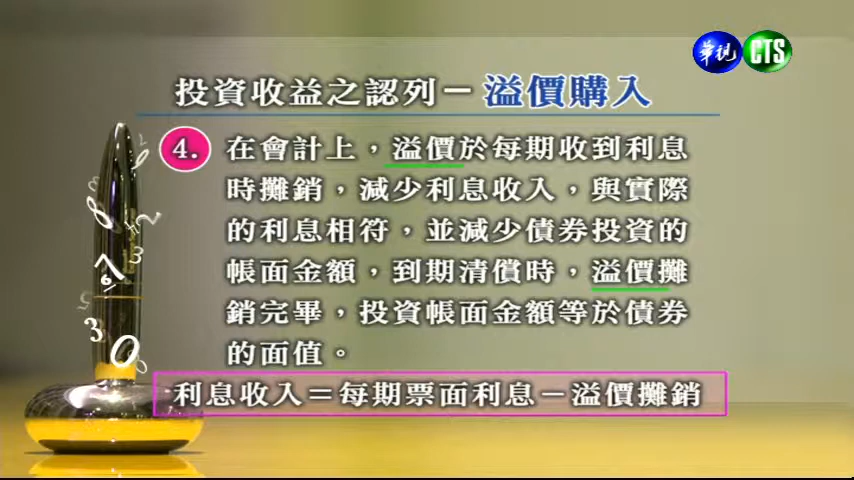 華視 CTS
投資收益之認列－溢價購入
4. 在會計上，溢價於每期收到利息
時攤銷，減少利息收入，與實際
的利息相符，並減少債券投資的
帳面金額，到期清償時，溢價攤
銷完畢，投資帳面金額等於債券
的面值。
利息收入＝每期票面利息－溢價攤銷